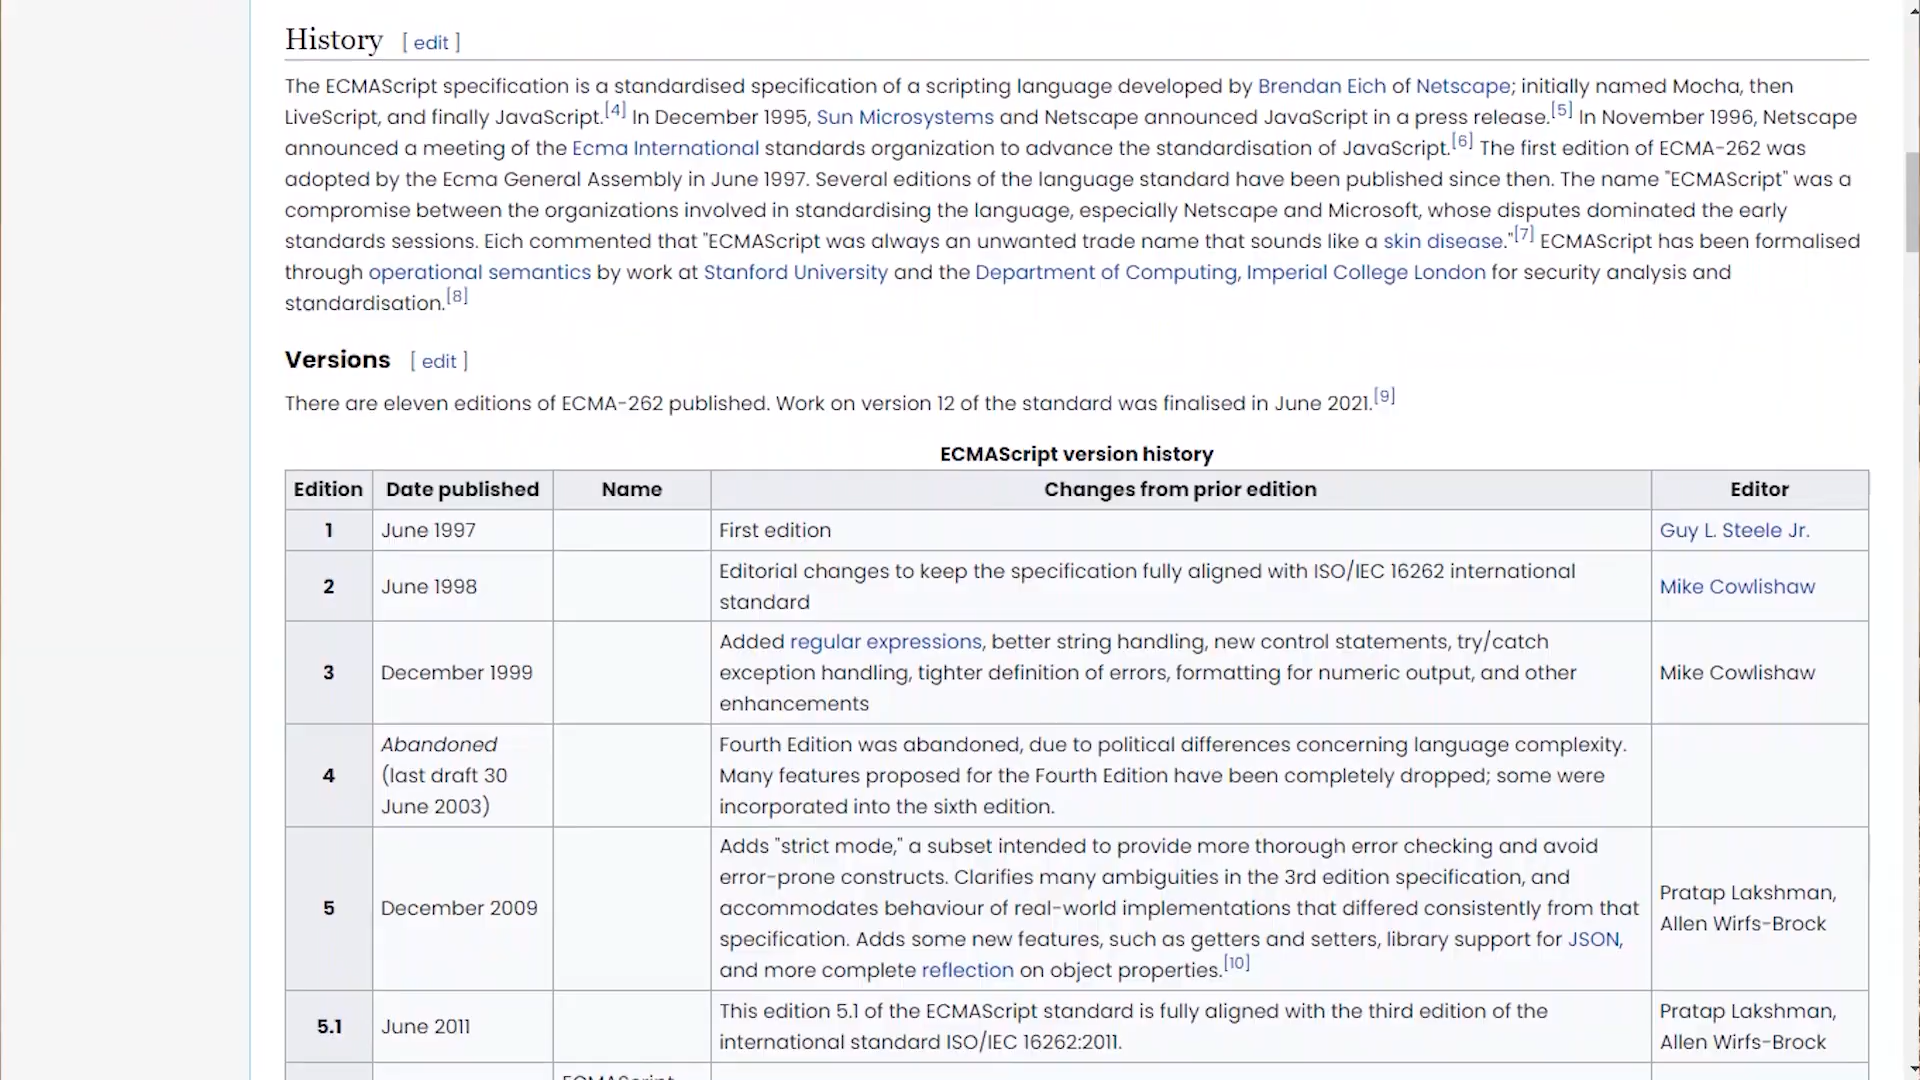 History [ edit ]
The ECMAScript specification is a standardised specification of a scripting language developed by Brendan Eich of Netscape; initially named Mocha, then
LiveScript, and finally JavaScript.[4] In December 1995, Sun Microsystems and Netscape announced JavaScript in a press release.[5] In November 1996, Netscape
announced a meeting of the Ecma International standards organization to advance the standardisation of JavaScript.[6] The first edition of ECMA-262 was
adopted by the Ecma General Assembly in June 1997. Several editions of the language standard have been published since then. The name "ECMAScript" was a
compromise between the organizations involved in standardising the language, especially Netscape and Microsoft, whose disputes dominated the early
standards sessions. Eich commented that "ECMAScript was always an unwanted trade name that sounds like a skin disease."[7] ECMAScript has been formalised
through operational semantics by work at Stanford University and the Department of Computing, Imperial College London for security analysis and
standardisation.[8]
Versions [ edit ]
There are eleven editions of ECMA-262 published. Work on version 12 of the standard was finalised in June 2021.[9]
ECMAScript version history
Edition Date published Name Changes from prior edition Editor
1 June 1997 First edition Guy L. Steele Jr.
2 June 1998 Editorial changes to keep the specification fully aligned with ISO/IEC 16262 international
standard
Mike Cowlishaw
3 December 1999 Added regular expressions, better string handling, new control statements, try/catch
exception handling, tighter definition of errors, formatting for numeric output, and other
enhancements
Mike Cowlishaw
4 Abandoned
(last draft 30
June 2003)
Fourth Edition was abandoned, due to political differences concerning language complexity.
Many features proposed for the Fourth Edition have been completely dropped; some were
incorporated into the sixth edition.
5 December 2009 Adds "strict mode," a subset intended to provide more thorough error checking and avoid
error-prone constructs. Clarifies many ambiguities in the 3rd edition specification, and
accommodates behaviour of real-world implementations that differed consistently from that
specification. Adds some new features, such as getters and setters, library support for JSON,
and more complete reflection on object properties.[10]
Pratap Lakshman,
Allen Wirfs-Brock
5.1 June 2011 This edition 5.1 of the ECMAScript standard is fully aligned with the third edition of the
international standard ISO/IEC 16262:2011.
Pratap Lakshman,
Allen Wirfs-Brock
ECMAScript